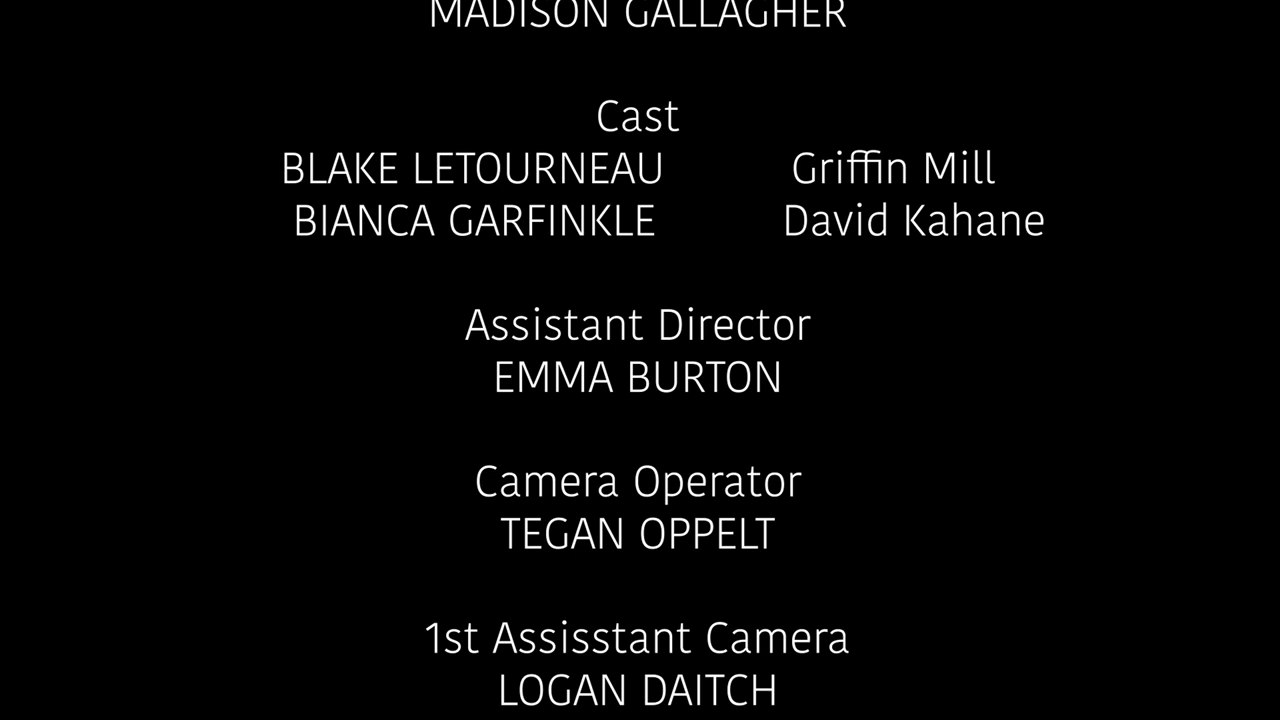 MADISON GALLAGHER
Cast
BLAKE LETOURNEAU Griffin Mill
BIANCA GARFINKLE David Kahane
Assistant Director
EMMA BURTON
Camera Operator
TEGAN OPPELT
1st Assisstant Camera
LOGAN DAITCH